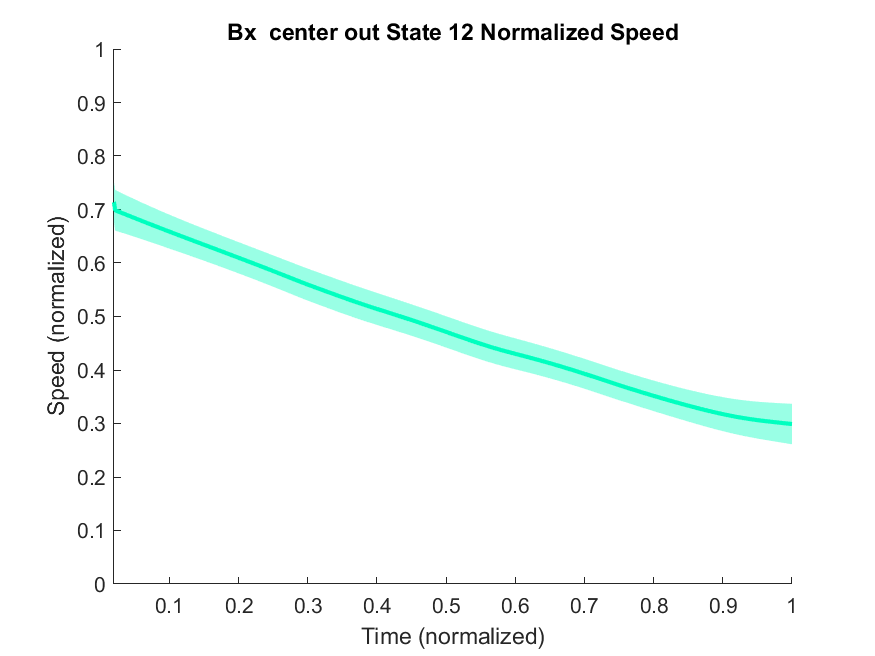 Bx  center out State 12 Normalized Speed
1
0.9
0.8
0.7
0.6
0.5
0.4
0.3
0.2
0.1
0
Speed (normalized)
0.1 0.2 0.3 0.4 0.5 0.6 0.7 0.8 0.9 1
Time (normalized)